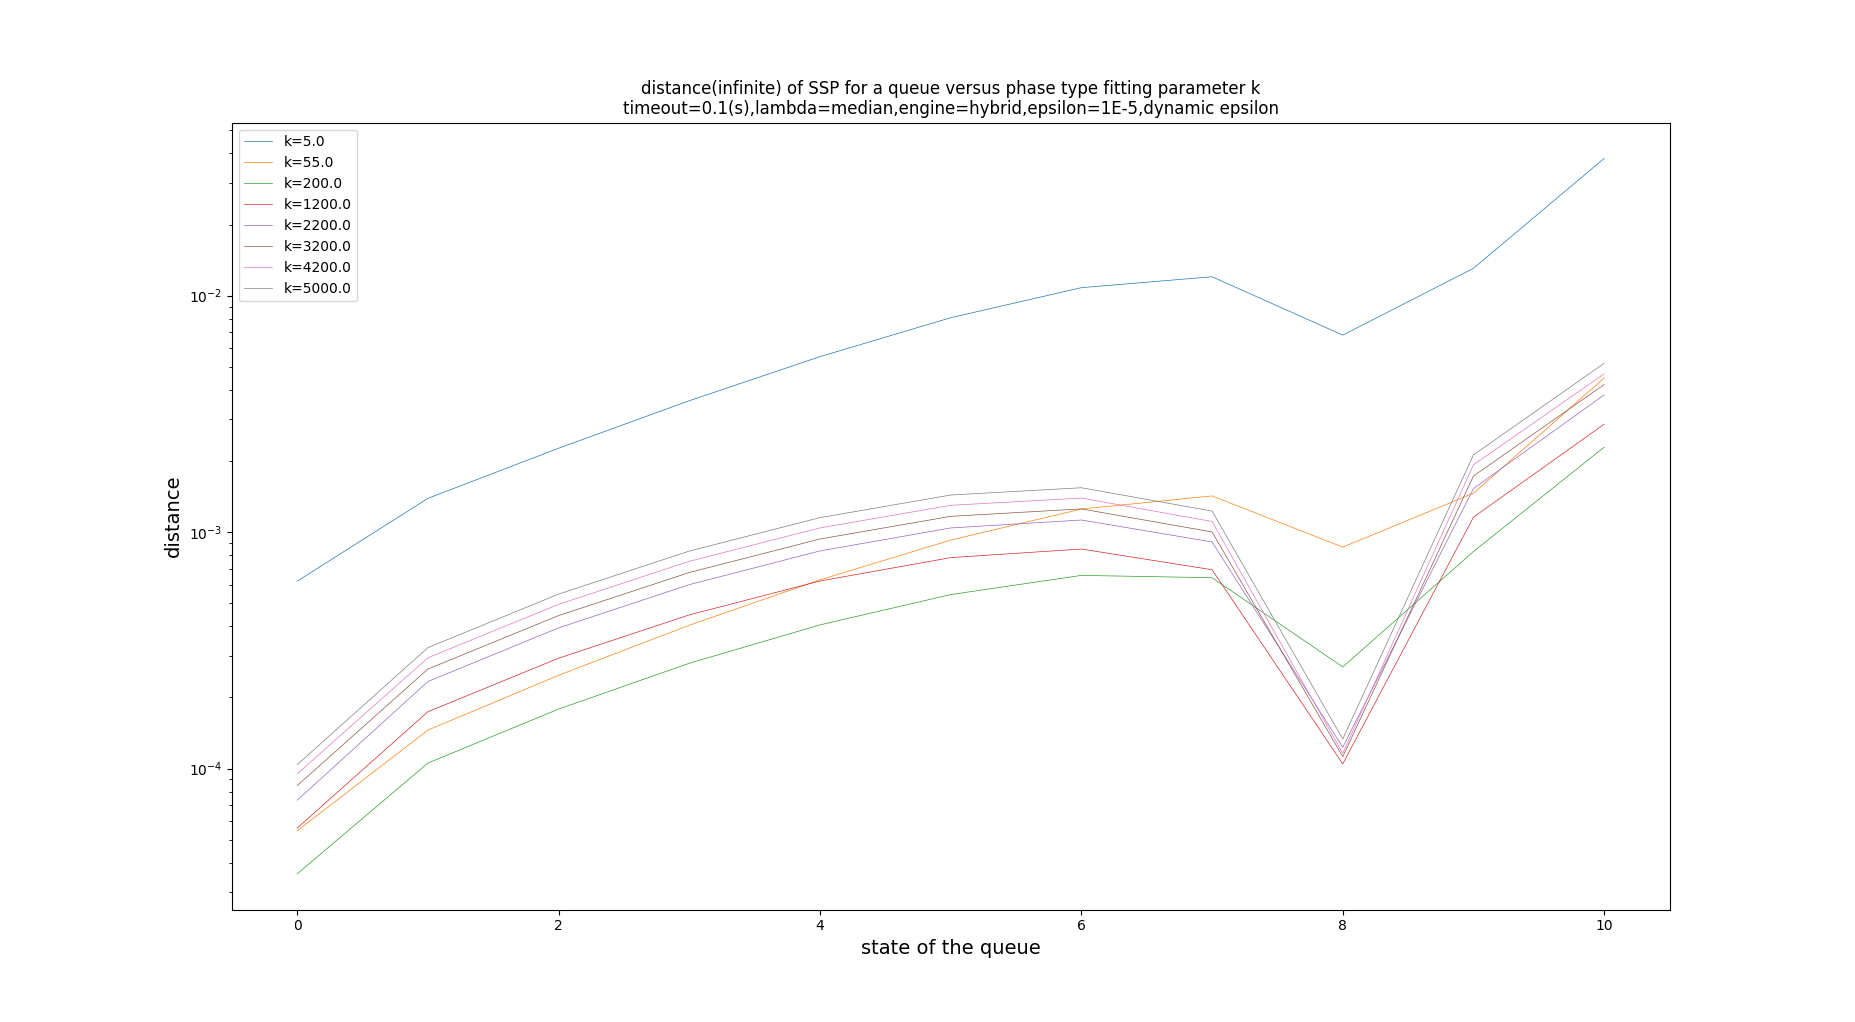 distance(infinite) of SSP for a queue versus phase type fitting parameter k
timeout=0.1(s),lambda=median,engine=hybrid,epsilon=1E-5,dynamic epsilon
k=5.0
k=55.0
k=200.0
k=1200.0
k=2200.0
k=3200.0
k=4200.0
k=5000.0
distance
10⁻²
10⁻³
10⁻⁴
0 2 4 6 8 10
state of the queue